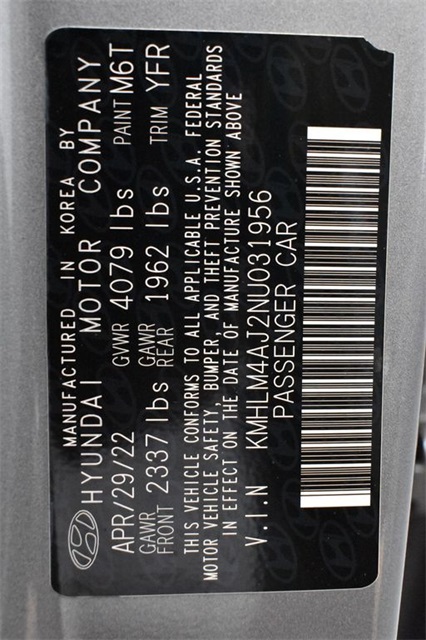 MANUFACTURED IN KOREA BY
HYUNDAI MOTOR COMPANY
APR/29/22 GVWR 4079 lbs PAINT M6T
GAWR FRONT 2337 lbs GAWR REAR 1962 lbs TRIM YFR
THIS VEHICLE CONFORMS TO ALL APPLICABLE U.S.A. FEDERAL
MOTOR VEHICLE SAFETY, BUMPER, AND THEFT PREVENTION STANDARDS
IN EFFECT ON THE DATE OF MANUFACTURE SHOWN ABOVE
V.I.N KMHLM4AJ2NU031956
PASSENGER CAR